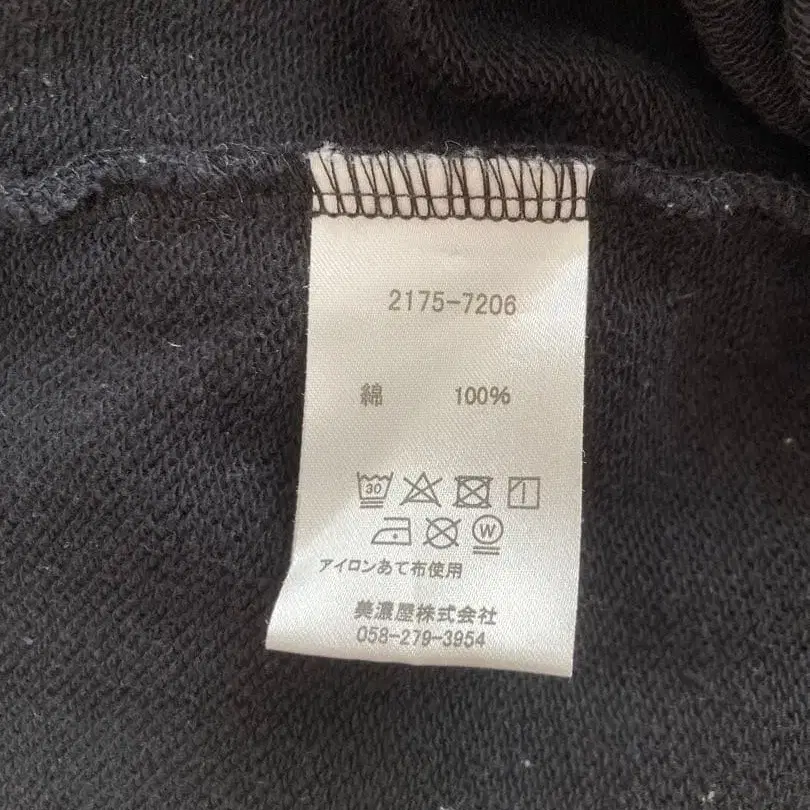 2175-7206
綿 100%
30
W
アイロンあて布使用
美濃屋株式会社
058-279-3954